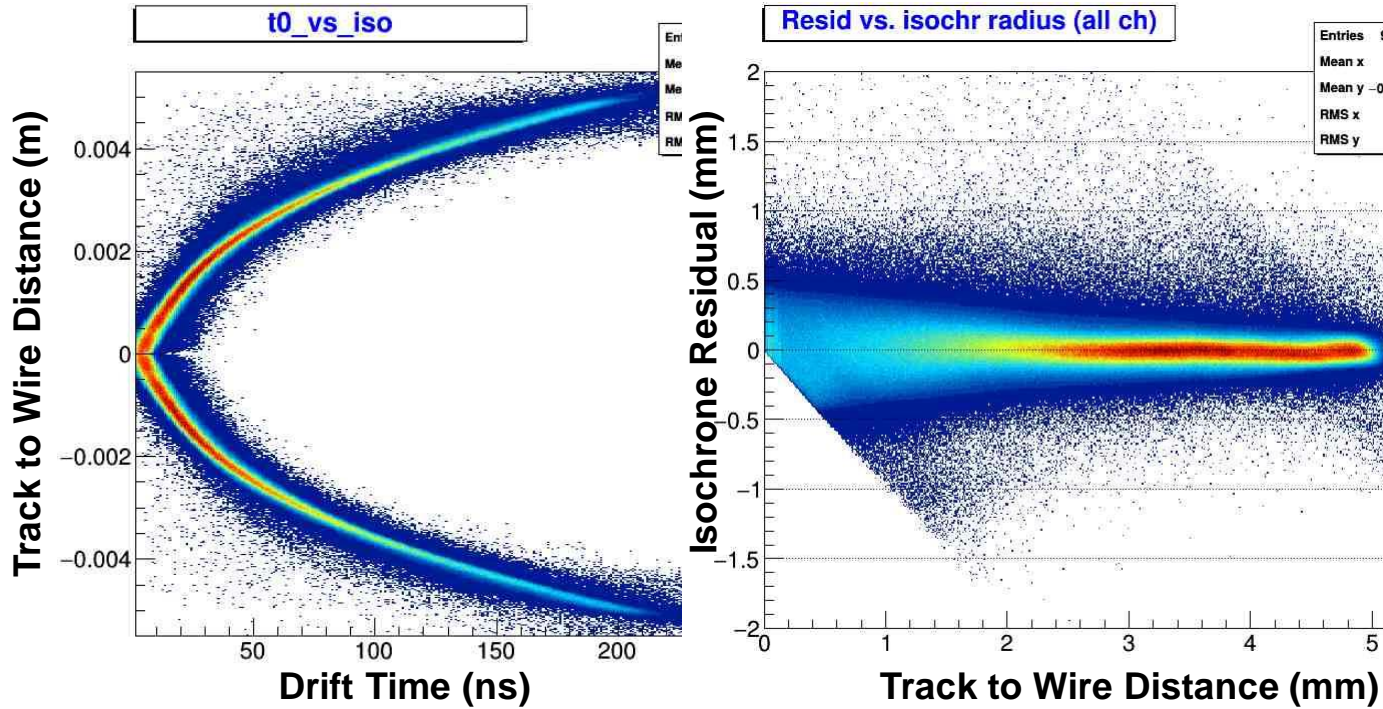 t0_vs_iso
Track to Wire Distance (m)
0.004
0.002
0
−0.002
−0.004
50
100
150
200
Drift Time (ns)
Resid vs. isochr radius (all ch)
Entries 9
Mean x
Mean y −0
RMS x
RMS y
Isochrone Residual (mm)
2
1.5
1
0.5
0
−0.5
−1
−1.5
−2
0
1
2
3
4
5
Track to Wire Distance (mm)